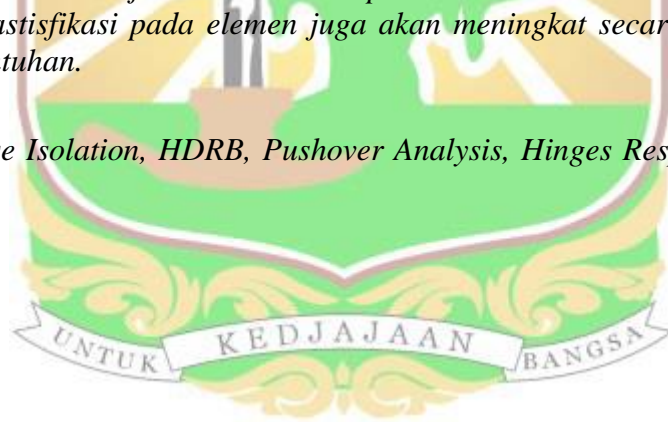 astisfikasi pada elemen juga akan meningkat secar
tuhan.
e Isolation, HDRB, Pushover Analysis, Hinges Res
UNTUK KEDJAJAAN BANGSA